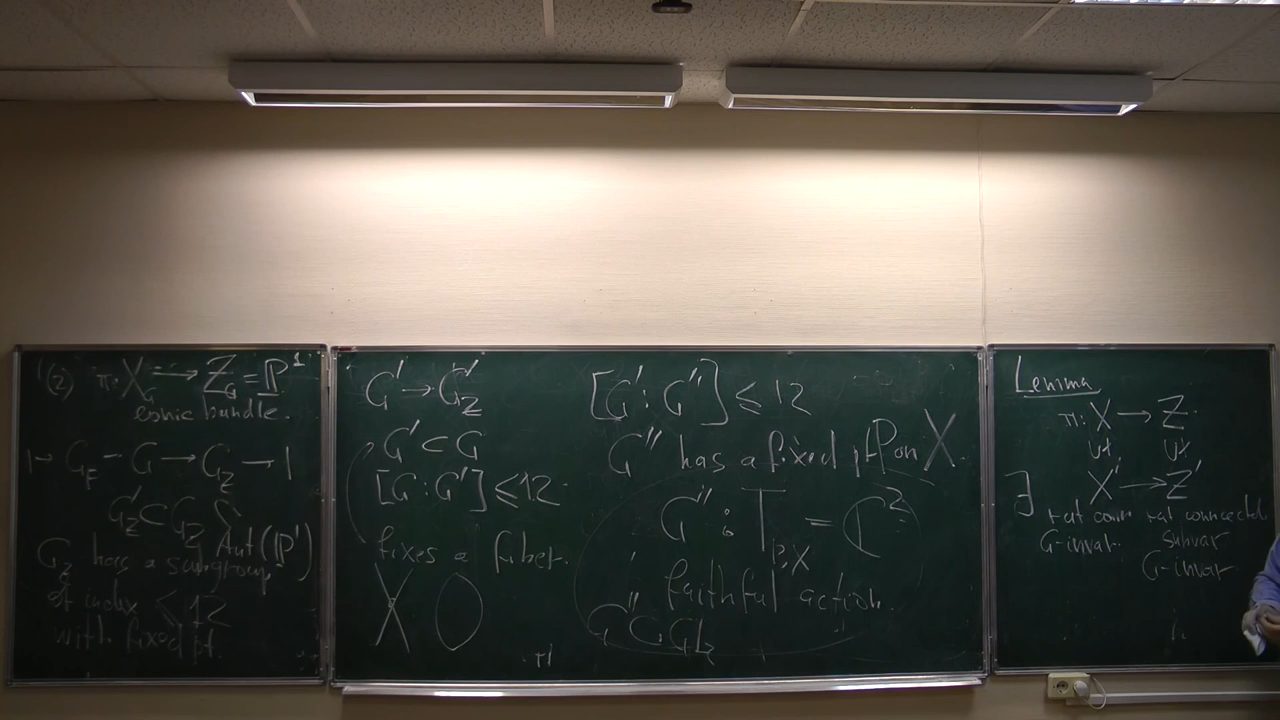 (2) π: X_G → Z_G = ℙ¹
conic bundle.
1 → G_F – G → G_Z → 1
G'_Z ⊂ G_Z ⊂ Aut(ℙ¹)
G_Z has a subgroup
of index ≤ 12
with fixed pt.
G' → G'_Z
G' ⊂ G
[G : G'] ≤ 12
fixes a fiber.
[G' : G''] ≤ 12
G'' has a fixed pt P on X.
G'' : T_{P,X} = ℂ²
faithful action.
G'' ⊂ GL₂
Lemma
π: X → Z
∪ ∪
∃ X' → Z'
rat conn rat connected
G-invar. subvar
G-invar